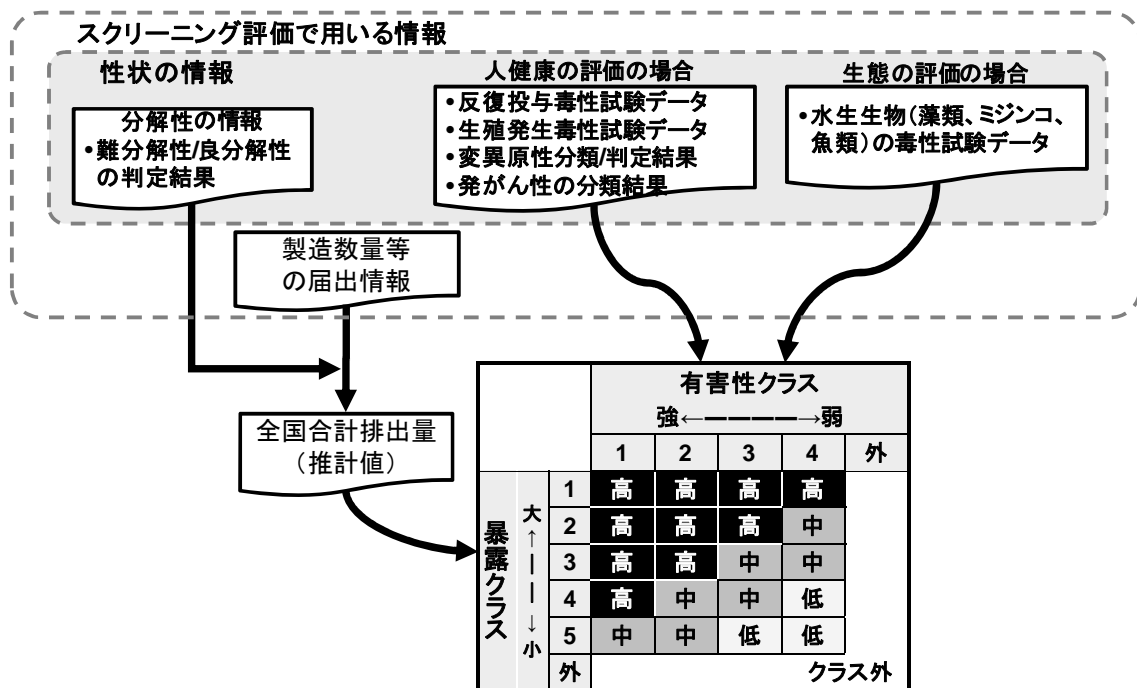 スクリーニング評価で用いる情報
性状の情報
分解性の情報
•難分解性/良分解性
の判定結果
人健康の評価の場合
•反復投与毒性試験データ
•生殖発生毒性試験データ
•変異原性分類/判定結果
•発がん性の分類結果
生態の評価の場合
•水生生物(藻類、ミジンコ、
魚類)の毒性試験データ
製造数量等
の届出情報
全国合計排出量
（推計値）
有害性クラス
強←ーーーー→弱
1 2 3 4 外
暴露クラス
大↑||↓小
1 高 高 高 高
2 高 高 高 中
3 高 高 中 中
4 高 中 中 低
5 中 中 低 低
外 クラス外